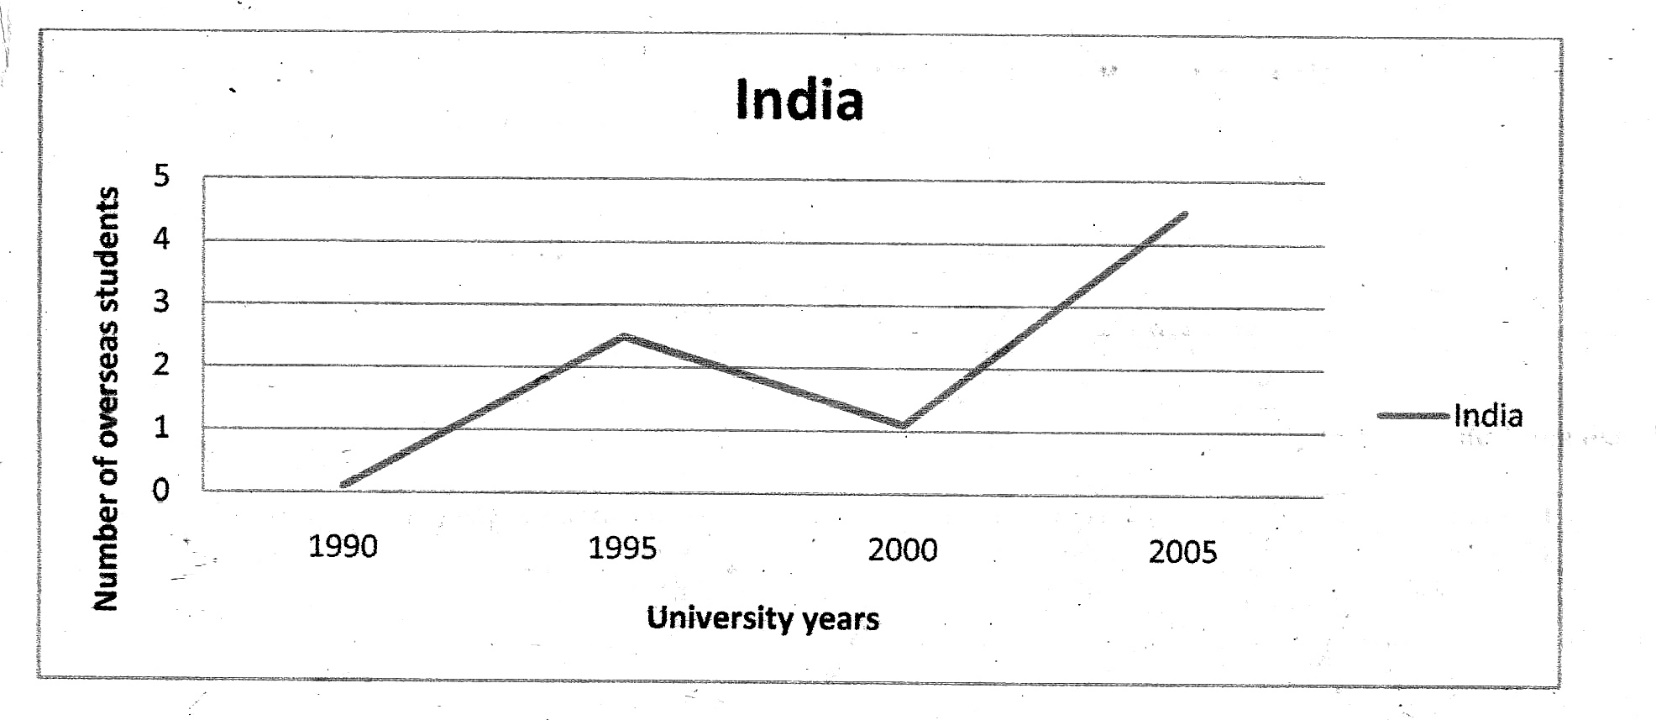 India
Number of overseas students
5
4
3
2
1
0
1990 1995 2000 2005
University years
India